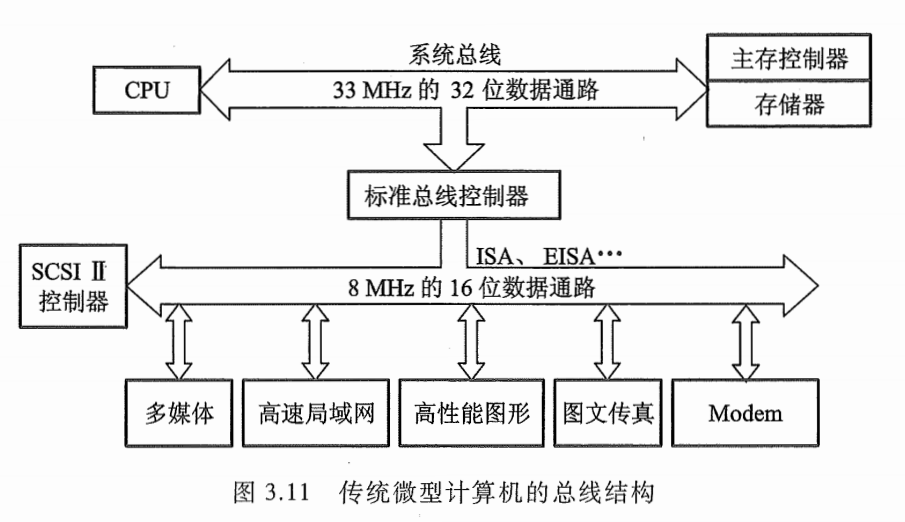 系统总线
CPU
33 MHz 的 32 位数据通路
主存控制器
存储器
标准总线控制器
ISA、EISA…
SCSI Ⅱ
控制器
8 MHz 的 16 位数据通路
多媒体
高速局域网
高性能图形
图文传真
Modem
图 3.11 传统微型计算机的总线结构